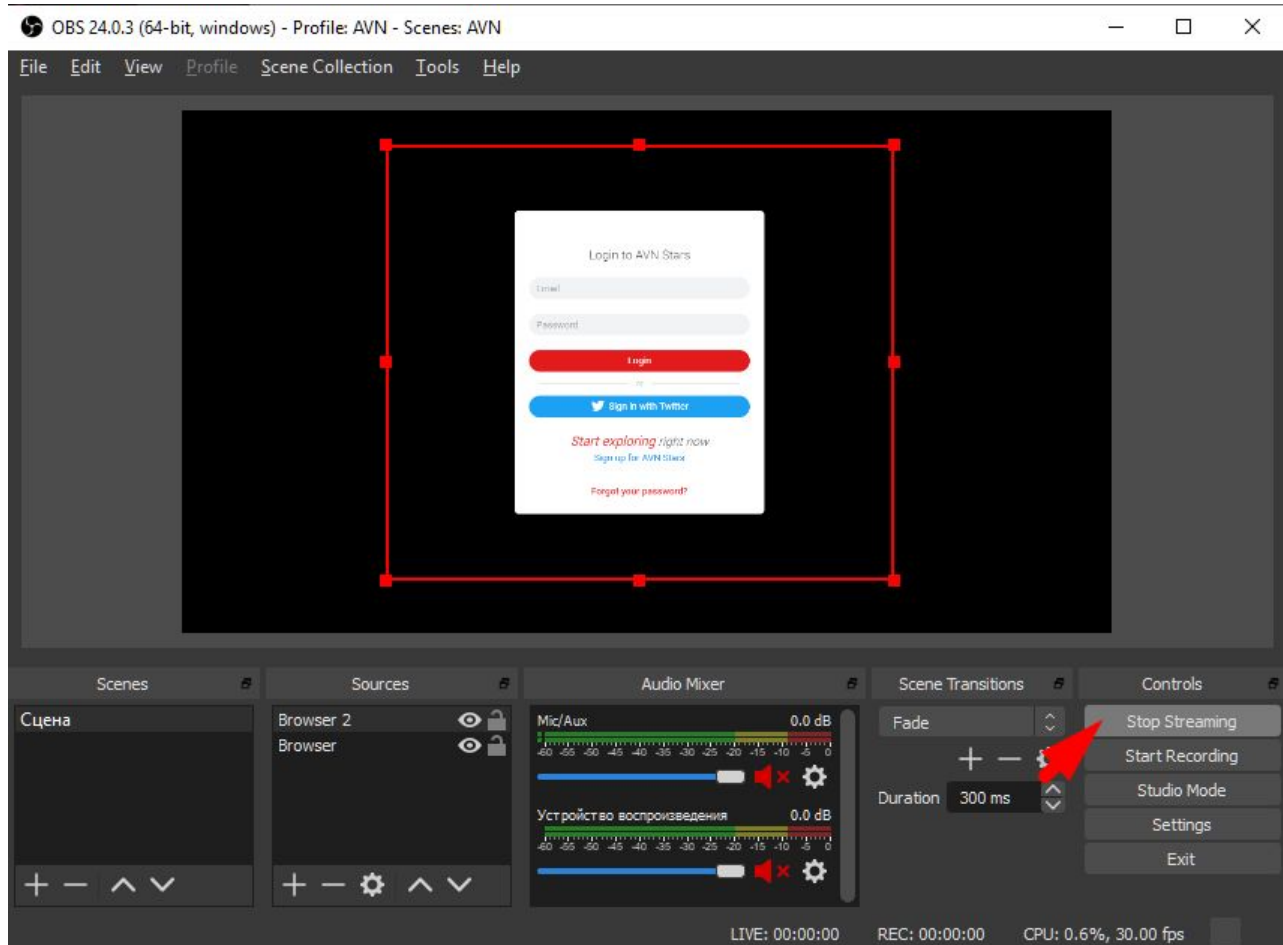 OBS 24.0.3 (64-bit, windows) - Profile: AVN - Scenes: AVN
File Edit View Profile Scene Collection Tools Help
Login to AVN Stars
Email
Password
Login
or
Sign in with Twitter
Start exploring right now
Sign up for AVN Stars
Forgot your password?
Scenes
Сцена
Sources
Browser 2
Browser
Audio Mixer
Mic/Aux 0.0 dB
-60 -55 -50 -45 -40 -35 -30 -25 -20 -15 -10 -5 0
Устройство воспроизведения 0.0 dB
-60 -55 -50 -45 -40 -35 -30 -25 -20 -15 -10 -5 0
Scene Transitions
Fade
Duration 300 ms
Controls
Stop Streaming
Start Recording
Studio Mode
Settings
Exit
LIVE: 00:00:00 REC: 00:00:00 CPU: 0.6%, 30.00 fps